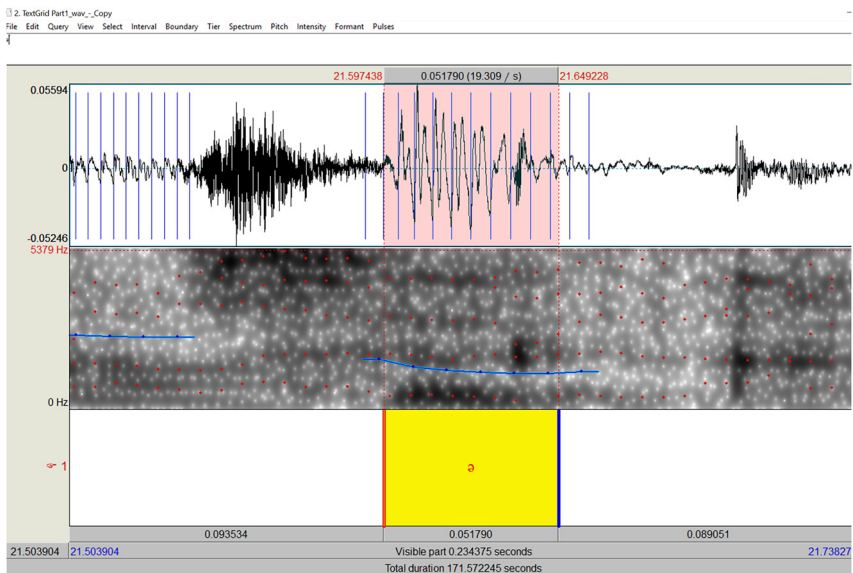 2. TextGrid Part1_wav_-_Copy
File Edit Query View Select Interval Boundary Tier Spectrum Pitch Intensity Formant Pulses
21.597438 0.051790 (19.309 / s) 21.649228
0.05594
0
-0.05246
5379 Hz
0 Hz
☞ 1 ə
0.093534 0.051790 0.089051
21.503904 21.503904 Visible part 0.234375 seconds 21.73827
Total duration 171.572245 seconds